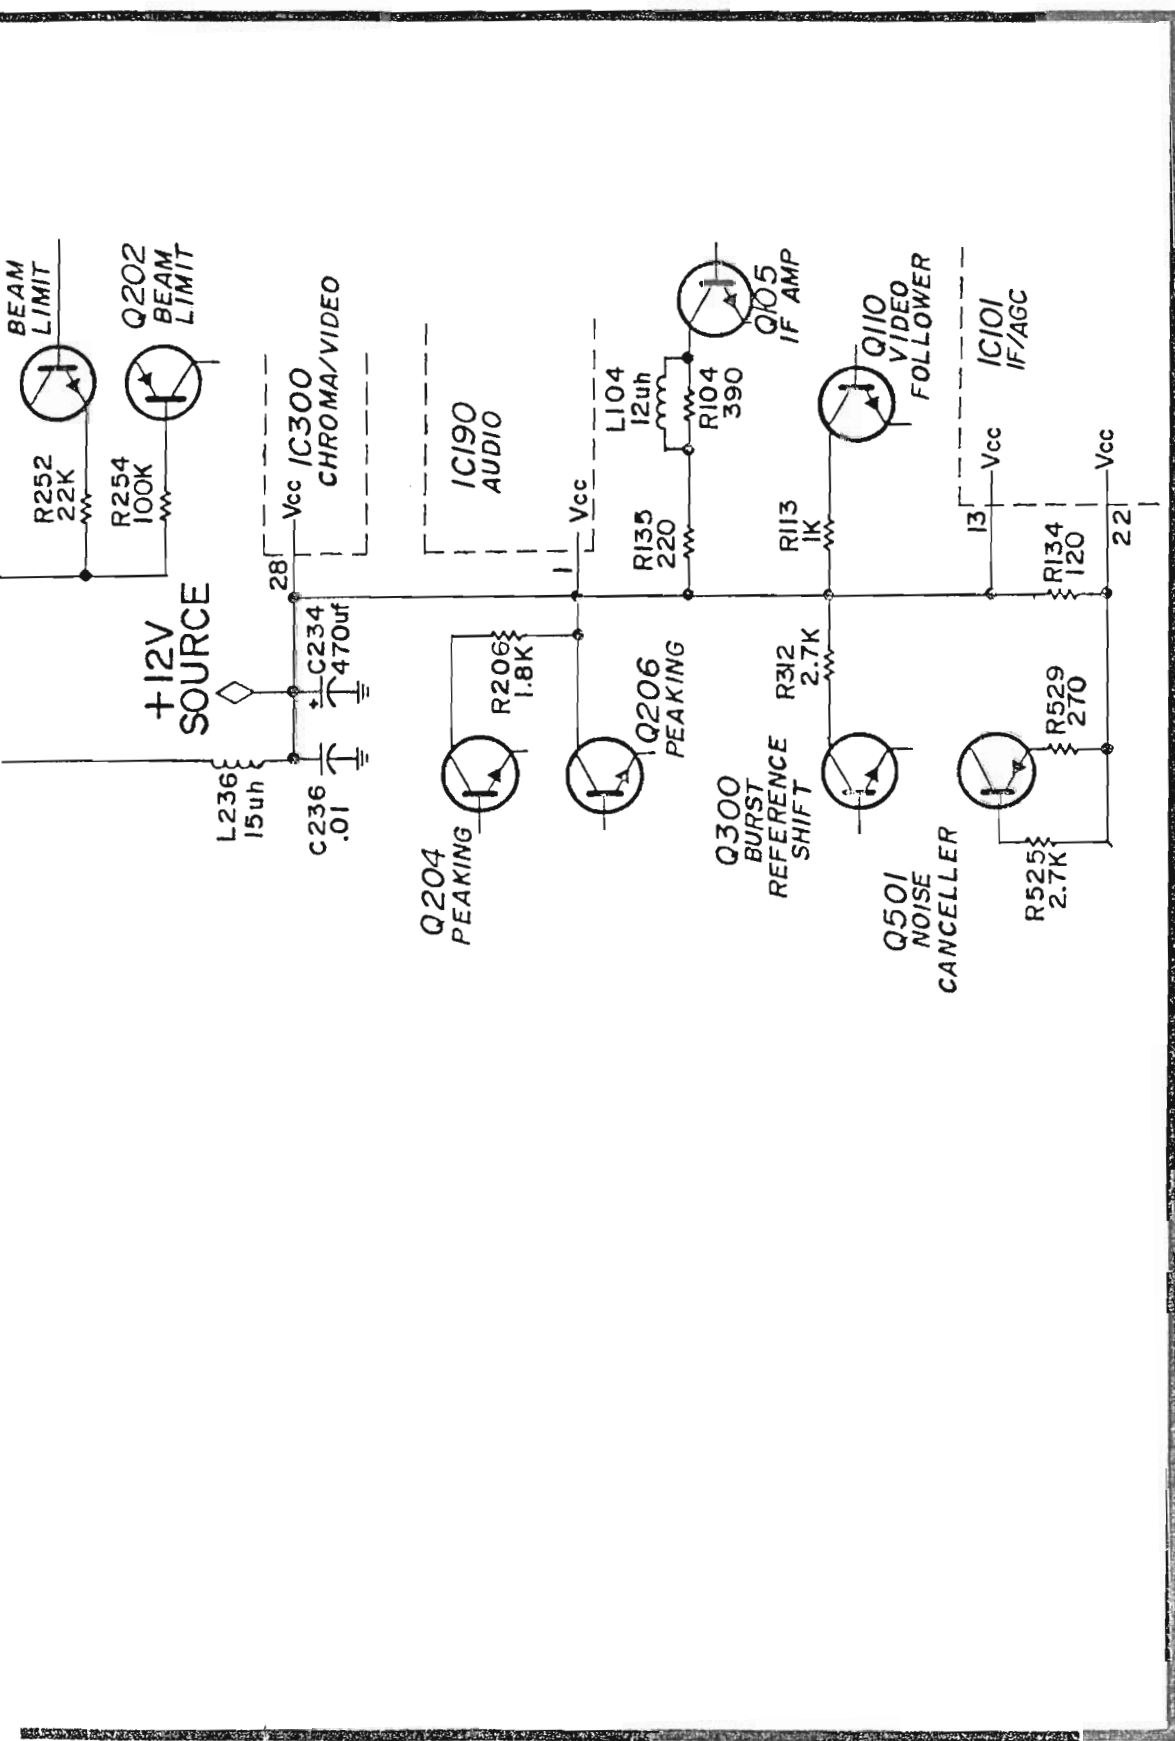 BEAM
LIMIT
Q202
BEAM
LIMIT
R252
22K
R254
100K
Vcc
IC300
CHROMA/VIDEO
28
+12V
SOURCE
C234
470uf
+
L236
15uh
C236
.01
IC190
AUDIO
Vcc
1
R206
1.8K
Q204
PEAKING
Q206
PEAKING
L104
12uh
R104
390
Q105
IF AMP
R135
220
Q110
VIDEO
FOLLOWER
R113
1K
R312
2.7K
Q300
BURST
REFERENCE
SHIFT
IC101
IF/AGC
Vcc
13
Vcc
22
R134
120
R529
270
R525
2.7K
Q501
NOISE
CANCELLER